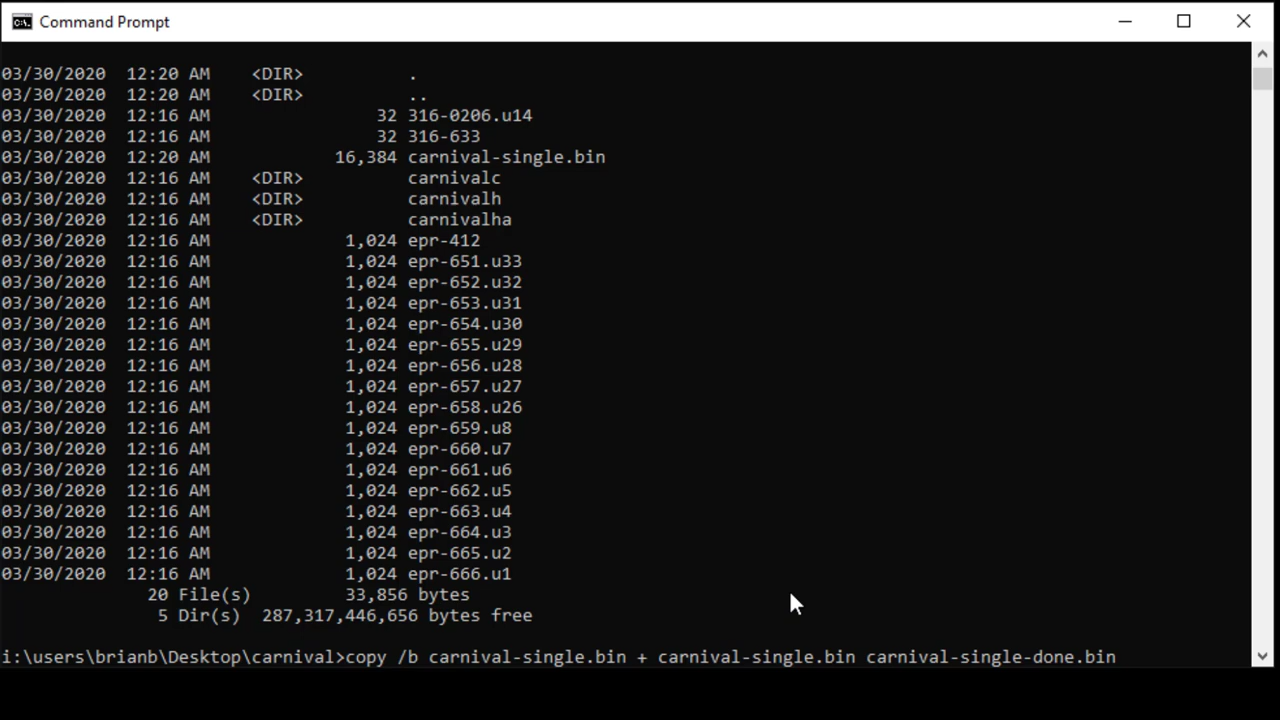 Command Prompt
03/30/2020  12:20 AM    <DIR>          .
03/30/2020  12:20 AM    <DIR>          ..
03/30/2020  12:16 AM                32 316-0206.u14
03/30/2020  12:16 AM                32 316-633
03/30/2020  12:20 AM            16,384 carnival-single.bin
03/30/2020  12:16 AM    <DIR>          carnivalc
03/30/2020  12:16 AM    <DIR>          carnivalh
03/30/2020  12:16 AM    <DIR>          carnivalha
03/30/2020  12:16 AM             1,024 epr-412
03/30/2020  12:16 AM             1,024 epr-651.u33
03/30/2020  12:16 AM             1,024 epr-652.u32
03/30/2020  12:16 AM             1,024 epr-653.u31
03/30/2020  12:16 AM             1,024 epr-654.u30
03/30/2020  12:16 AM             1,024 epr-655.u29
03/30/2020  12:16 AM             1,024 epr-656.u28
03/30/2020  12:16 AM             1,024 epr-657.u27
03/30/2020  12:16 AM             1,024 epr-658.u26
03/30/2020  12:16 AM             1,024 epr-659.u8
03/30/2020  12:16 AM             1,024 epr-660.u7
03/30/2020  12:16 AM             1,024 epr-661.u6
03/30/2020  12:16 AM             1,024 epr-662.u5
03/30/2020  12:16 AM             1,024 epr-663.u4
03/30/2020  12:16 AM             1,024 epr-664.u3
03/30/2020  12:16 AM             1,024 epr-665.u2
03/30/2020  12:16 AM             1,024 epr-666.u1
20 File(s)         33,856 bytes
5 Dir(s)  287,317,446,656 bytes free
i:\users\brianb\Desktop\carnival>copy /b carnival-single.bin + carnival-single.bin carnival-single-done.bin